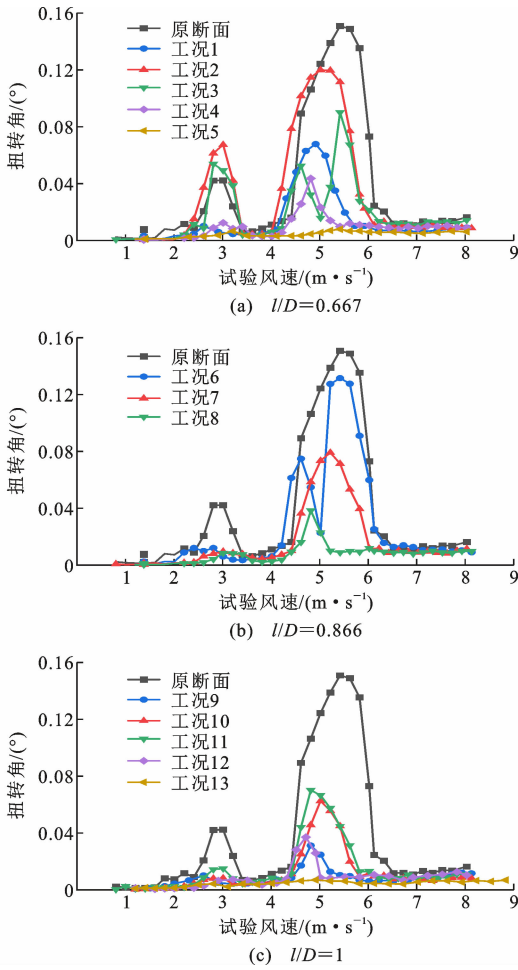 0.16
0.12
0.08
0.04
0
扭转角/(°)
原断面
工况1
工况2
工况3
工况4
工况5
1 2 3 4 5 6 7 8 9
试验风速/(m·s⁻¹)
(a) l/D=0.667
0.16
0.12
0.08
0.04
0
扭转角/(°)
原断面
工况6
工况7
工况8
1 2 3 4 5 6 7 8 9
试验风速/(m·s⁻¹)
(b) l/D=0.866
0.16
0.12
0.08
0.04
0
扭转角/(°)
原断面
工况9
工况10
工况11
工况12
工况13
1 2 3 4 5 6 7 8 9
试验风速/(m·s⁻¹)
(c) l/D=1